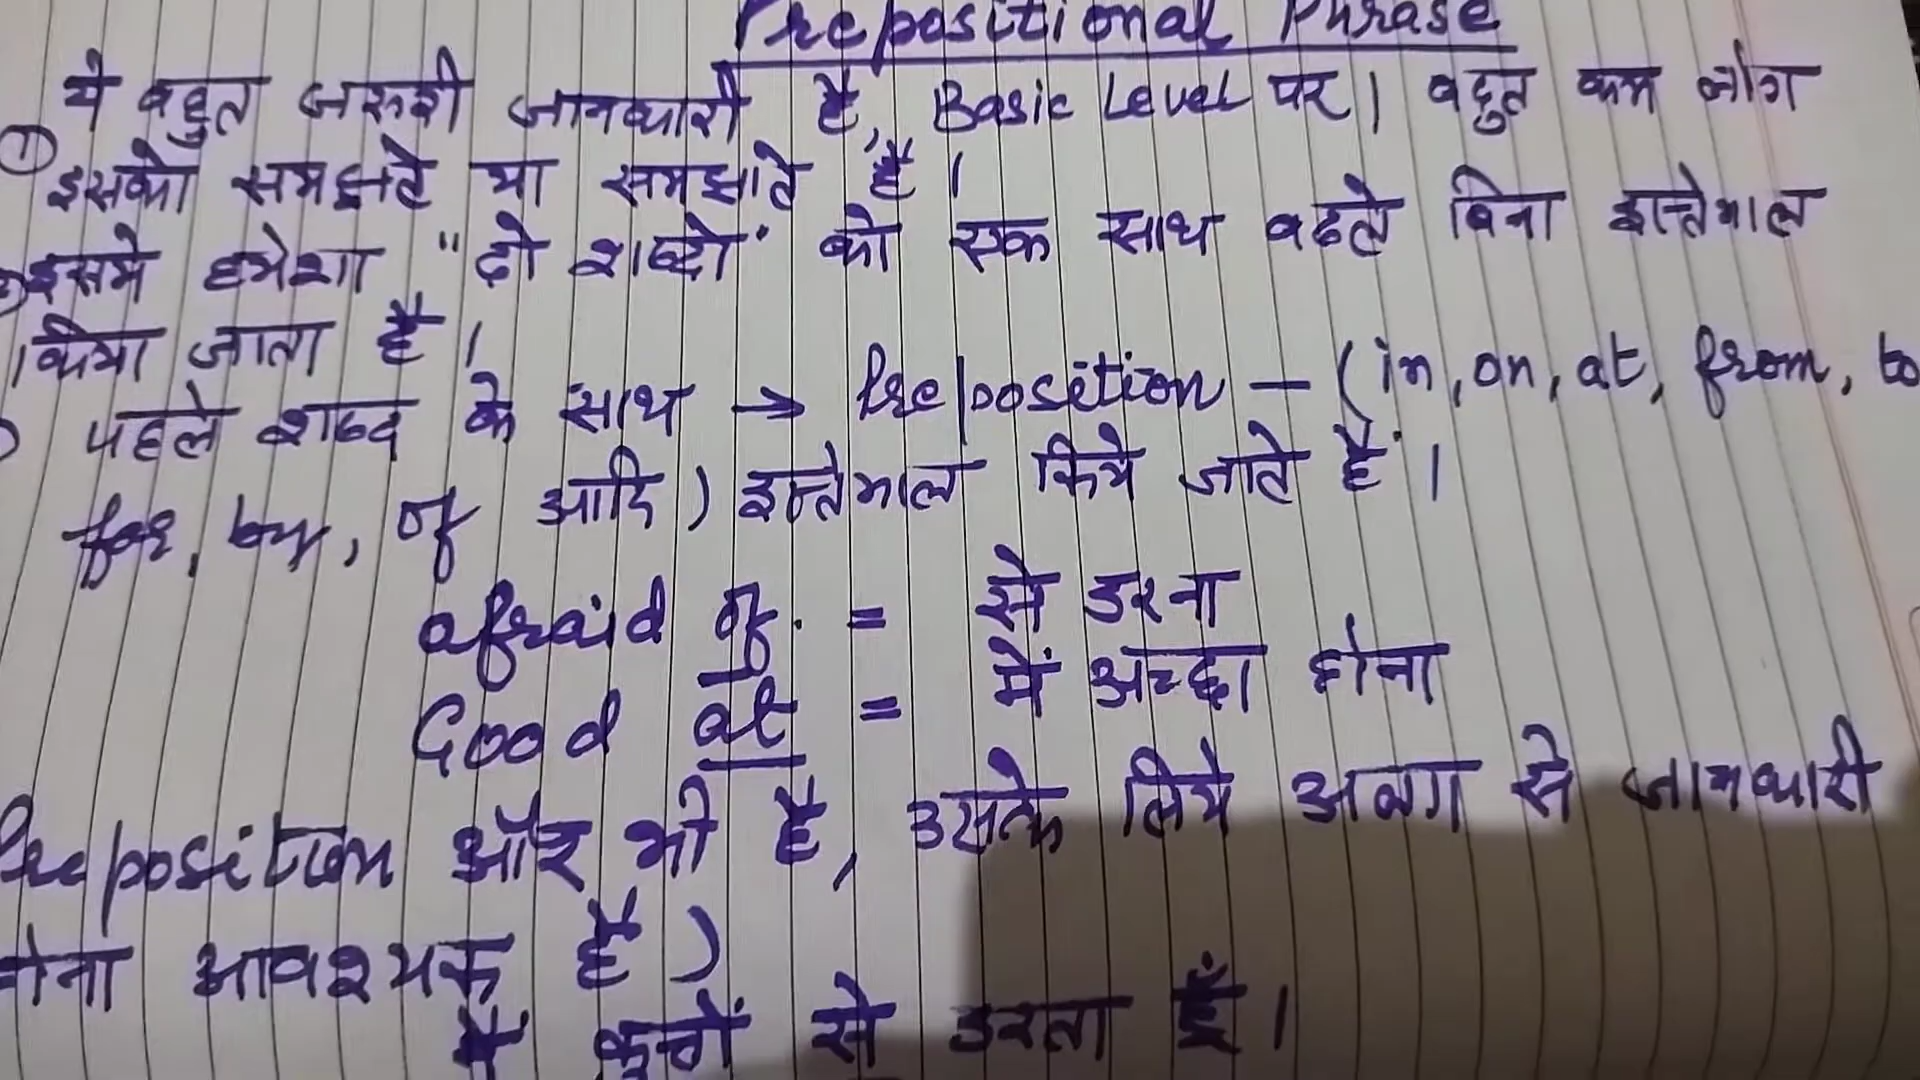 Prepositional Phrase
ये बहुत जरुरी जानकारी है, Basic Level पर। बहुत कम लोग
① इसको समझते या समझाते हैं।
इसमे हमेशा "दो शब्दो" को एक साथ बिना इस्तेमाल
किया जाता है।
पहले शब्द के साथ → Preposition – (in, on, at, from, to
for, by, of आदि) इस्तेमाल किये जाते हैं।
afraid of = से डरना
Good at = में अच्छा होना
Preposition और भी है, उसके लिये अलग से जानकारी
होना आवश्यक है)
मैं कुत्तों से डरता हूँ।